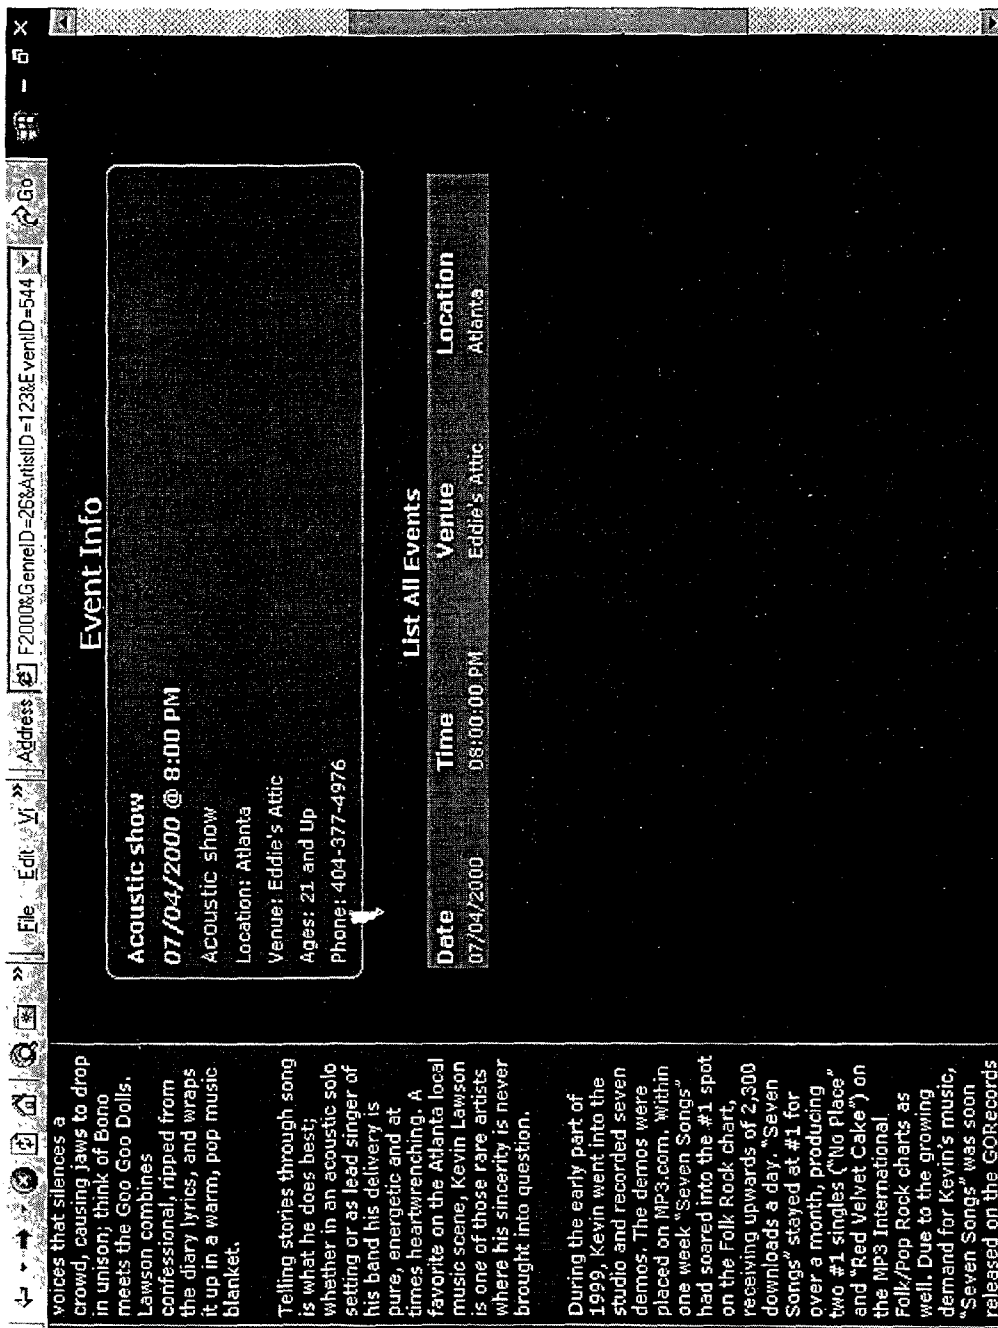 File Edit Vi » Address F2000&GenreID=26&ArtistID=123&EventID=544 Go
voices that silences a
crowd, causing jaws to drop
in unison; think of Bono
meets the Goo Goo Dolls.
Lawson combines
confessional, ripped from
the diary lyrics, and wraps
it up in a warm, pop music
blanket.
Telling stories through song
is what he does best;
whether in an acoustic solo
setting or as lead singer of
his band his delivery is
pure, energetic and at
times heartwrenching. A
favorite on the Atlanta local
music scene, Kevin Lawson
is one of those rare artists
where his sincerity is never
brought into question.
During the early part of
1999, Kevin went into the
studio and recorded seven
demos. The demos were
placed on MP3.com. Within
one week "Seven Songs"
had soared into the #1 spot
on the Folk Rock chart,
receiving upwards of 2,300
downloads a day. "Seven
Songs" stayed at #1 for
over a month, producing
two #1 singles ("No Place"
and "Red Velvet Cake") on
the MP3 International
Folk/Pop Rock charts as
well. Due to the growing
demand for Kevin's music,
"Seven Songs" was soon
released on the GORecords
Event Info
Acoustic show
07/04/2000 @ 8:00 PM
Acoustic show
Location: Atlanta
Venue: Eddie's Attic
Ages: 21 and Up
Phone: 404-377-4976
List All Events
Date Time Venue Location
07/04/2000 08:00:00 PM Eddie's Attic Atlanta